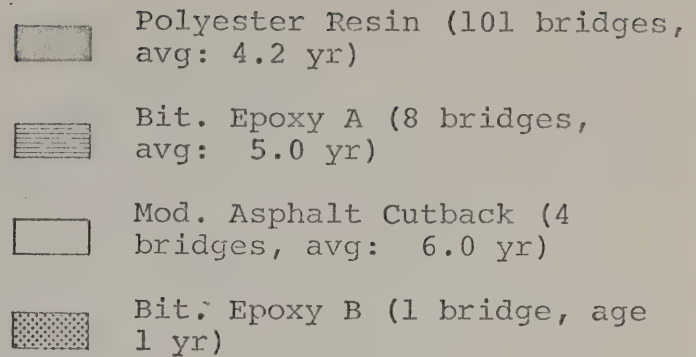 Polyester Resin (101 bridges,
avg: 4.2 yr)
Bit. Epoxy A (8 bridges,
avg: 5.0 yr)
Mod. Asphalt Cutback (4
bridges, avg: 6.0 yr)
Bit. Epoxy B (1 bridge, age
1 yr)